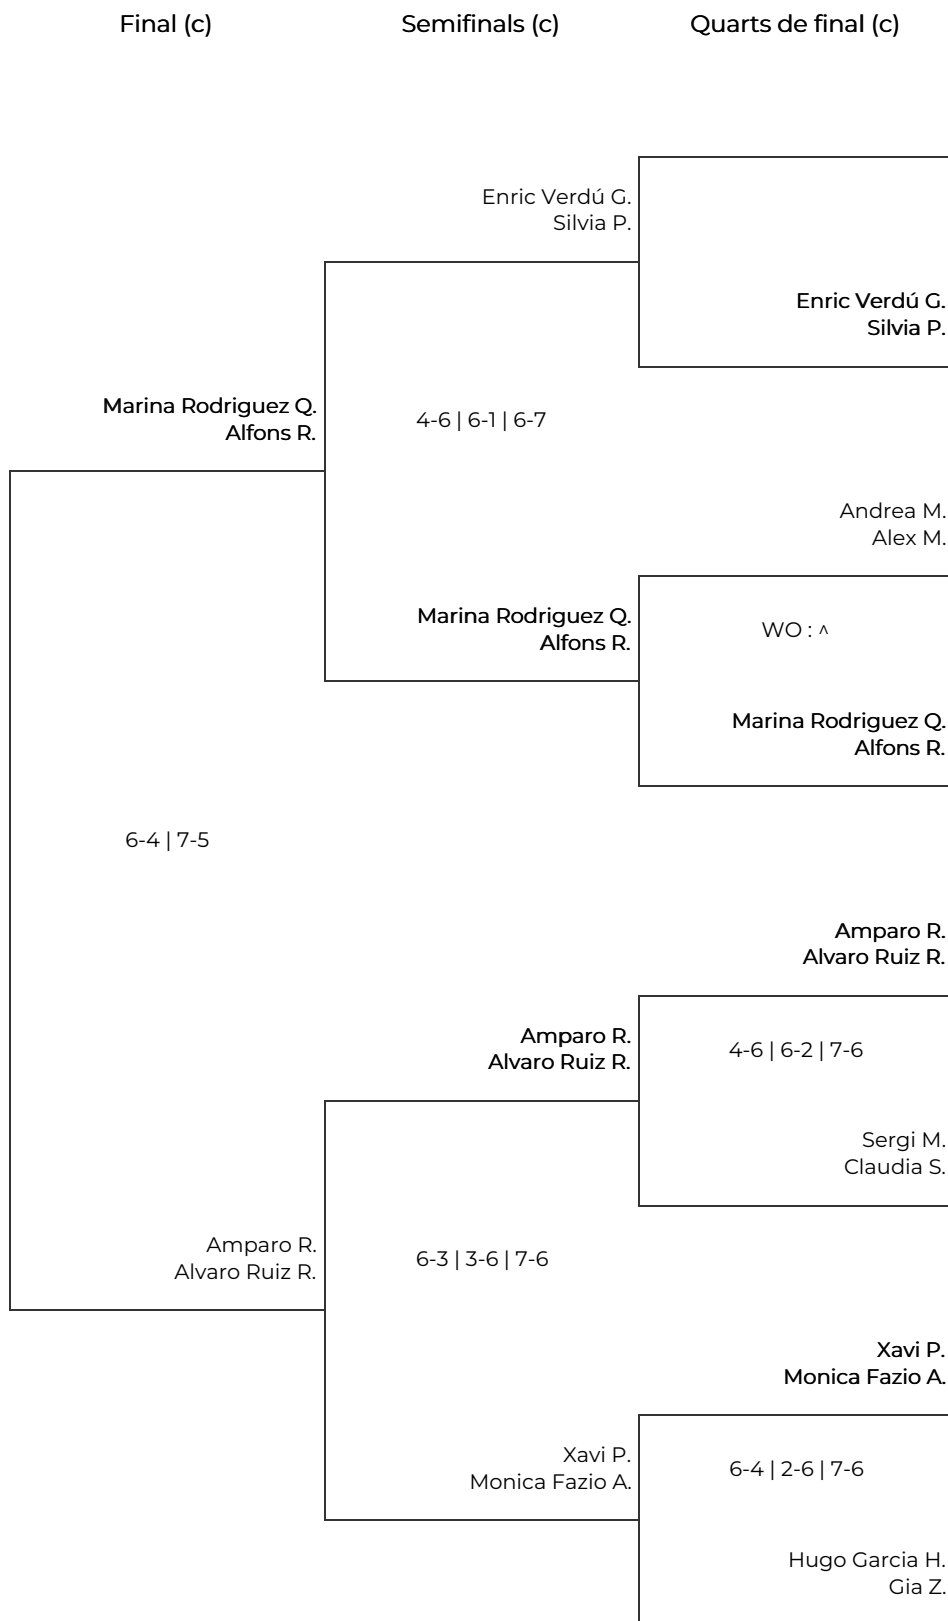 Final (c)
Semifinals (c)
Quarts de final (c)
Enric Verdú G.
Silvia P.
Enric Verdú G.
Silvia P.
Marina Rodriguez Q.
Alfons R.
4-6 | 6-1 | 6-7
Andrea M.
Alex M.
Marina Rodriguez Q.
Alfons R.
WO : ^
Marina Rodriguez Q.
Alfons R.
6-4 | 7-5
Amparo R.
Alvaro Ruiz R.
Amparo R.
Alvaro Ruiz R.
4-6 | 6-2 | 7-6
Sergi M.
Claudia S.
Amparo R.
Alvaro Ruiz R.
6-3 | 3-6 | 7-6
Xavi P.
Monica Fazio A.
Xavi P.
Monica Fazio A.
6-4 | 2-6 | 7-6
Hugo Garcia H.
Gia Z.